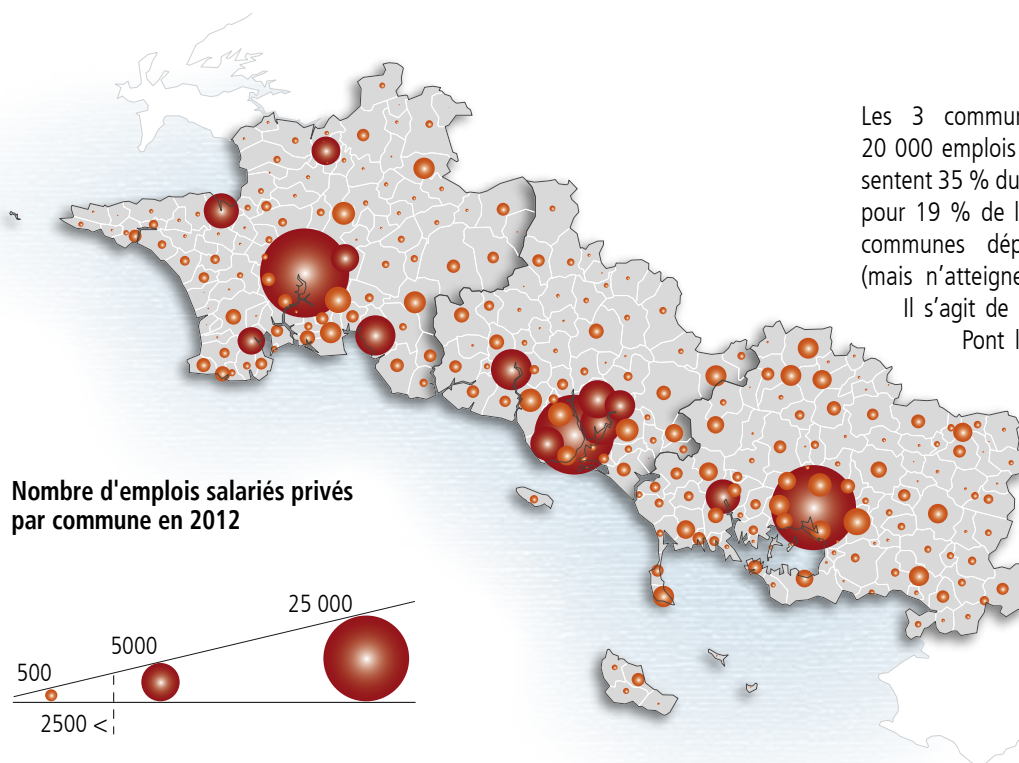 Les 3 commun
20 000 emplois
sentent 35 % du
pour 19 % de l
communes dép
(mais n'atteigne
Il s'agit de
Pont l
Nombre d'emplois salariés privés
par commune en 2012
25 000
5000
500
2500 <